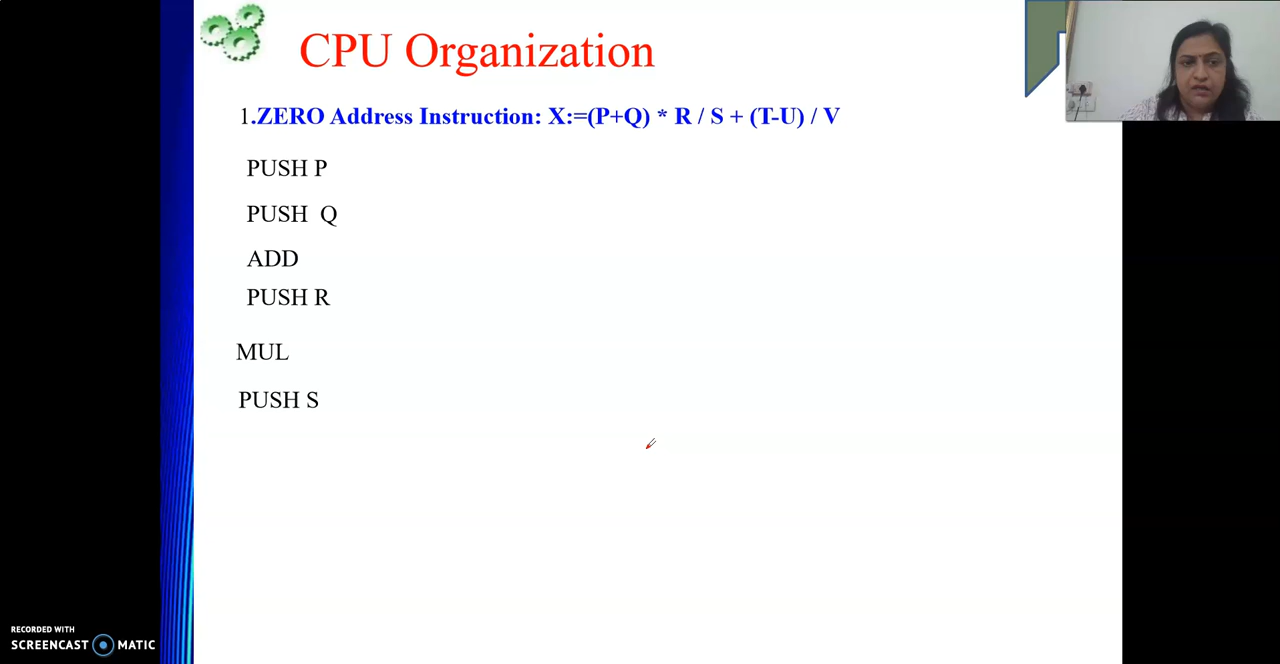 CPU Organization
1.ZERO Address Instruction: X:=(P+Q) * R / S + (T-U) / V
PUSH P
PUSH Q
ADD
PUSH R
MUL
PUSH S
RECORDED WITH
SCREENCAST MATIC